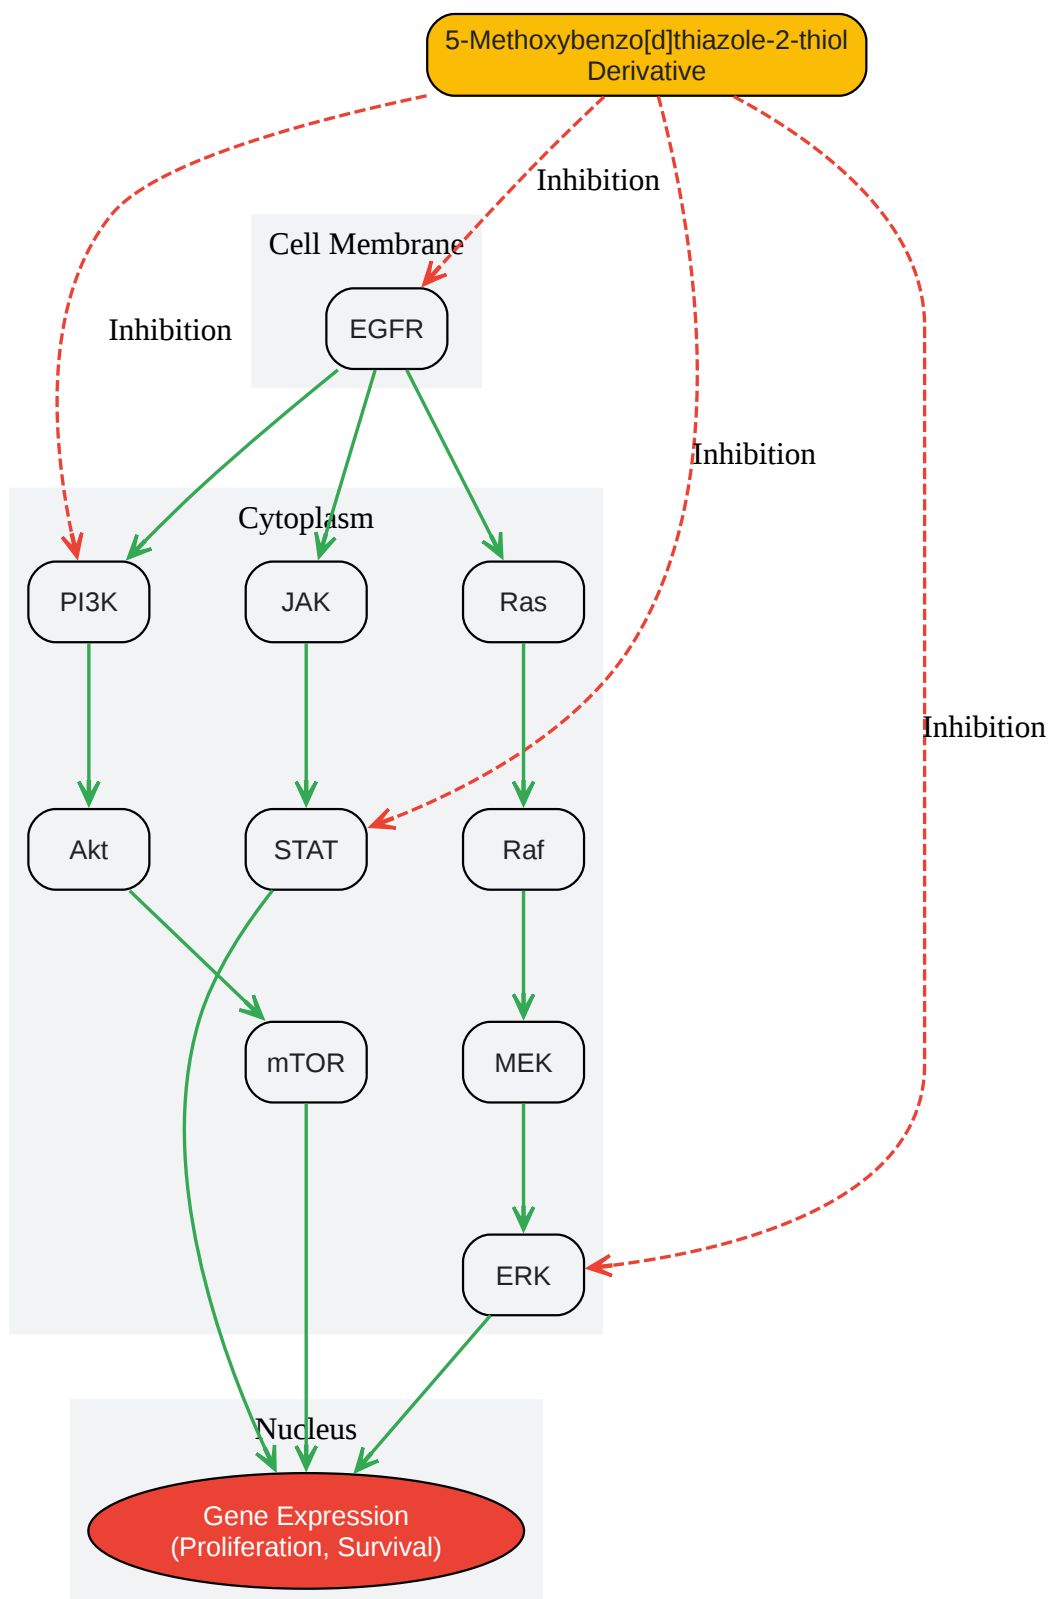 5-Methoxybenzo[d]thiazole-2-thiol
Derivative
Inhibition
Cell Membrane
EGFR
Inhibition
Inhibition
Cytoplasm
PI3K
JAK
Ras
Inhibition
Akt
STAT
Raf
mTOR
MEK
ERK
Nucleus
Gene Expression
(Proliferation, Survival)